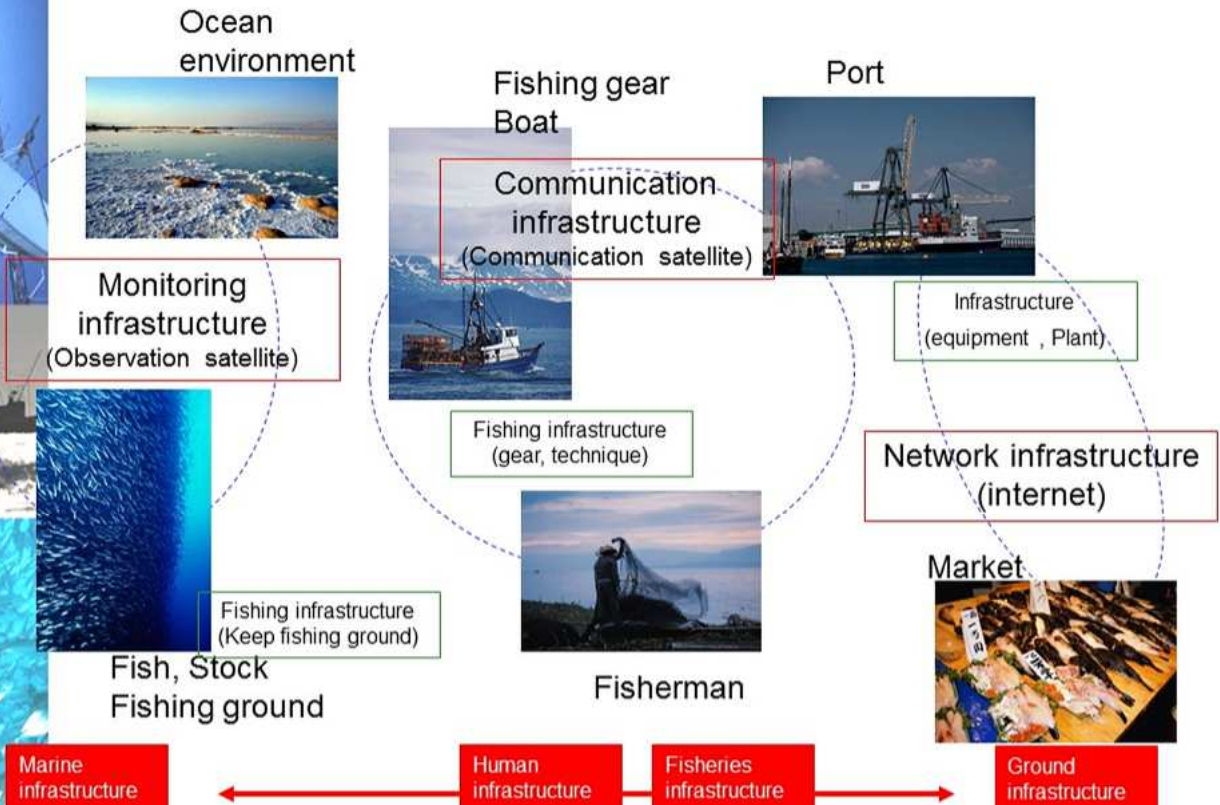 Ocean
environment
Fishing gear
Boat
Port
Communication
infrastructure
(Communication satellite)
Monitoring
infrastructure
(Observation satellite)
Infrastructure
(equipment , Plant)
Fishing infrastructure
(gear, technique)
Network infrastructure
(internet)
Market
Fishing infrastructure
(Keep fishing ground)
Fish, Stock
Fishing ground
Fisherman
Marine
infrastructure
Human
infrastructure
Fisheries
infrastructure
Ground
infrastructure